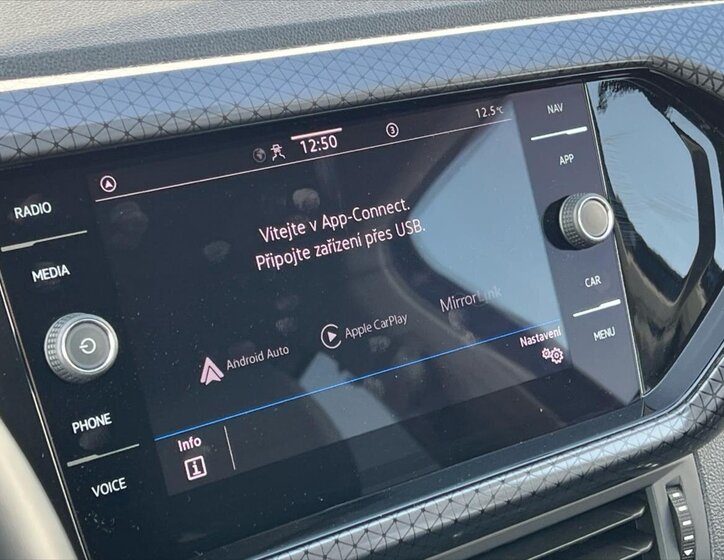 12:50
3
12.5°C
NAV
APP
RADIO
MEDIA
Vítejte v App-Connect.
Připojte zařízení přes USB.
CAR
MENU
Android Auto
Apple CarPlay
MirrorLink
Nastavení
PHONE
VOICE
Info
i